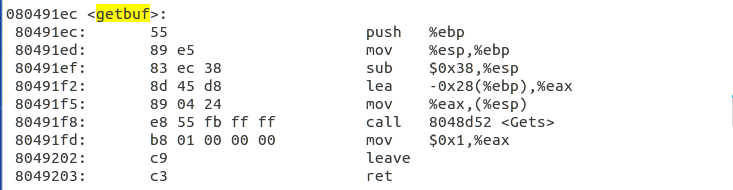 080491ec <getbuf>:
80491ec: 55 push %ebp
80491ed: 89 e5 mov %esp,%ebp
80491ef: 83 ec 38 sub $0x38,%esp
80491f2: 8d 45 d8 lea -0x28(%ebp),%eax
80491f5: 89 04 24 mov %eax,(%esp)
80491f8: e8 55 fb ff ff call 8048d52 <Gets>
80491fd: b8 01 00 00 00 mov $0x1,%eax
8049202: c9 leave
8049203: c3 ret